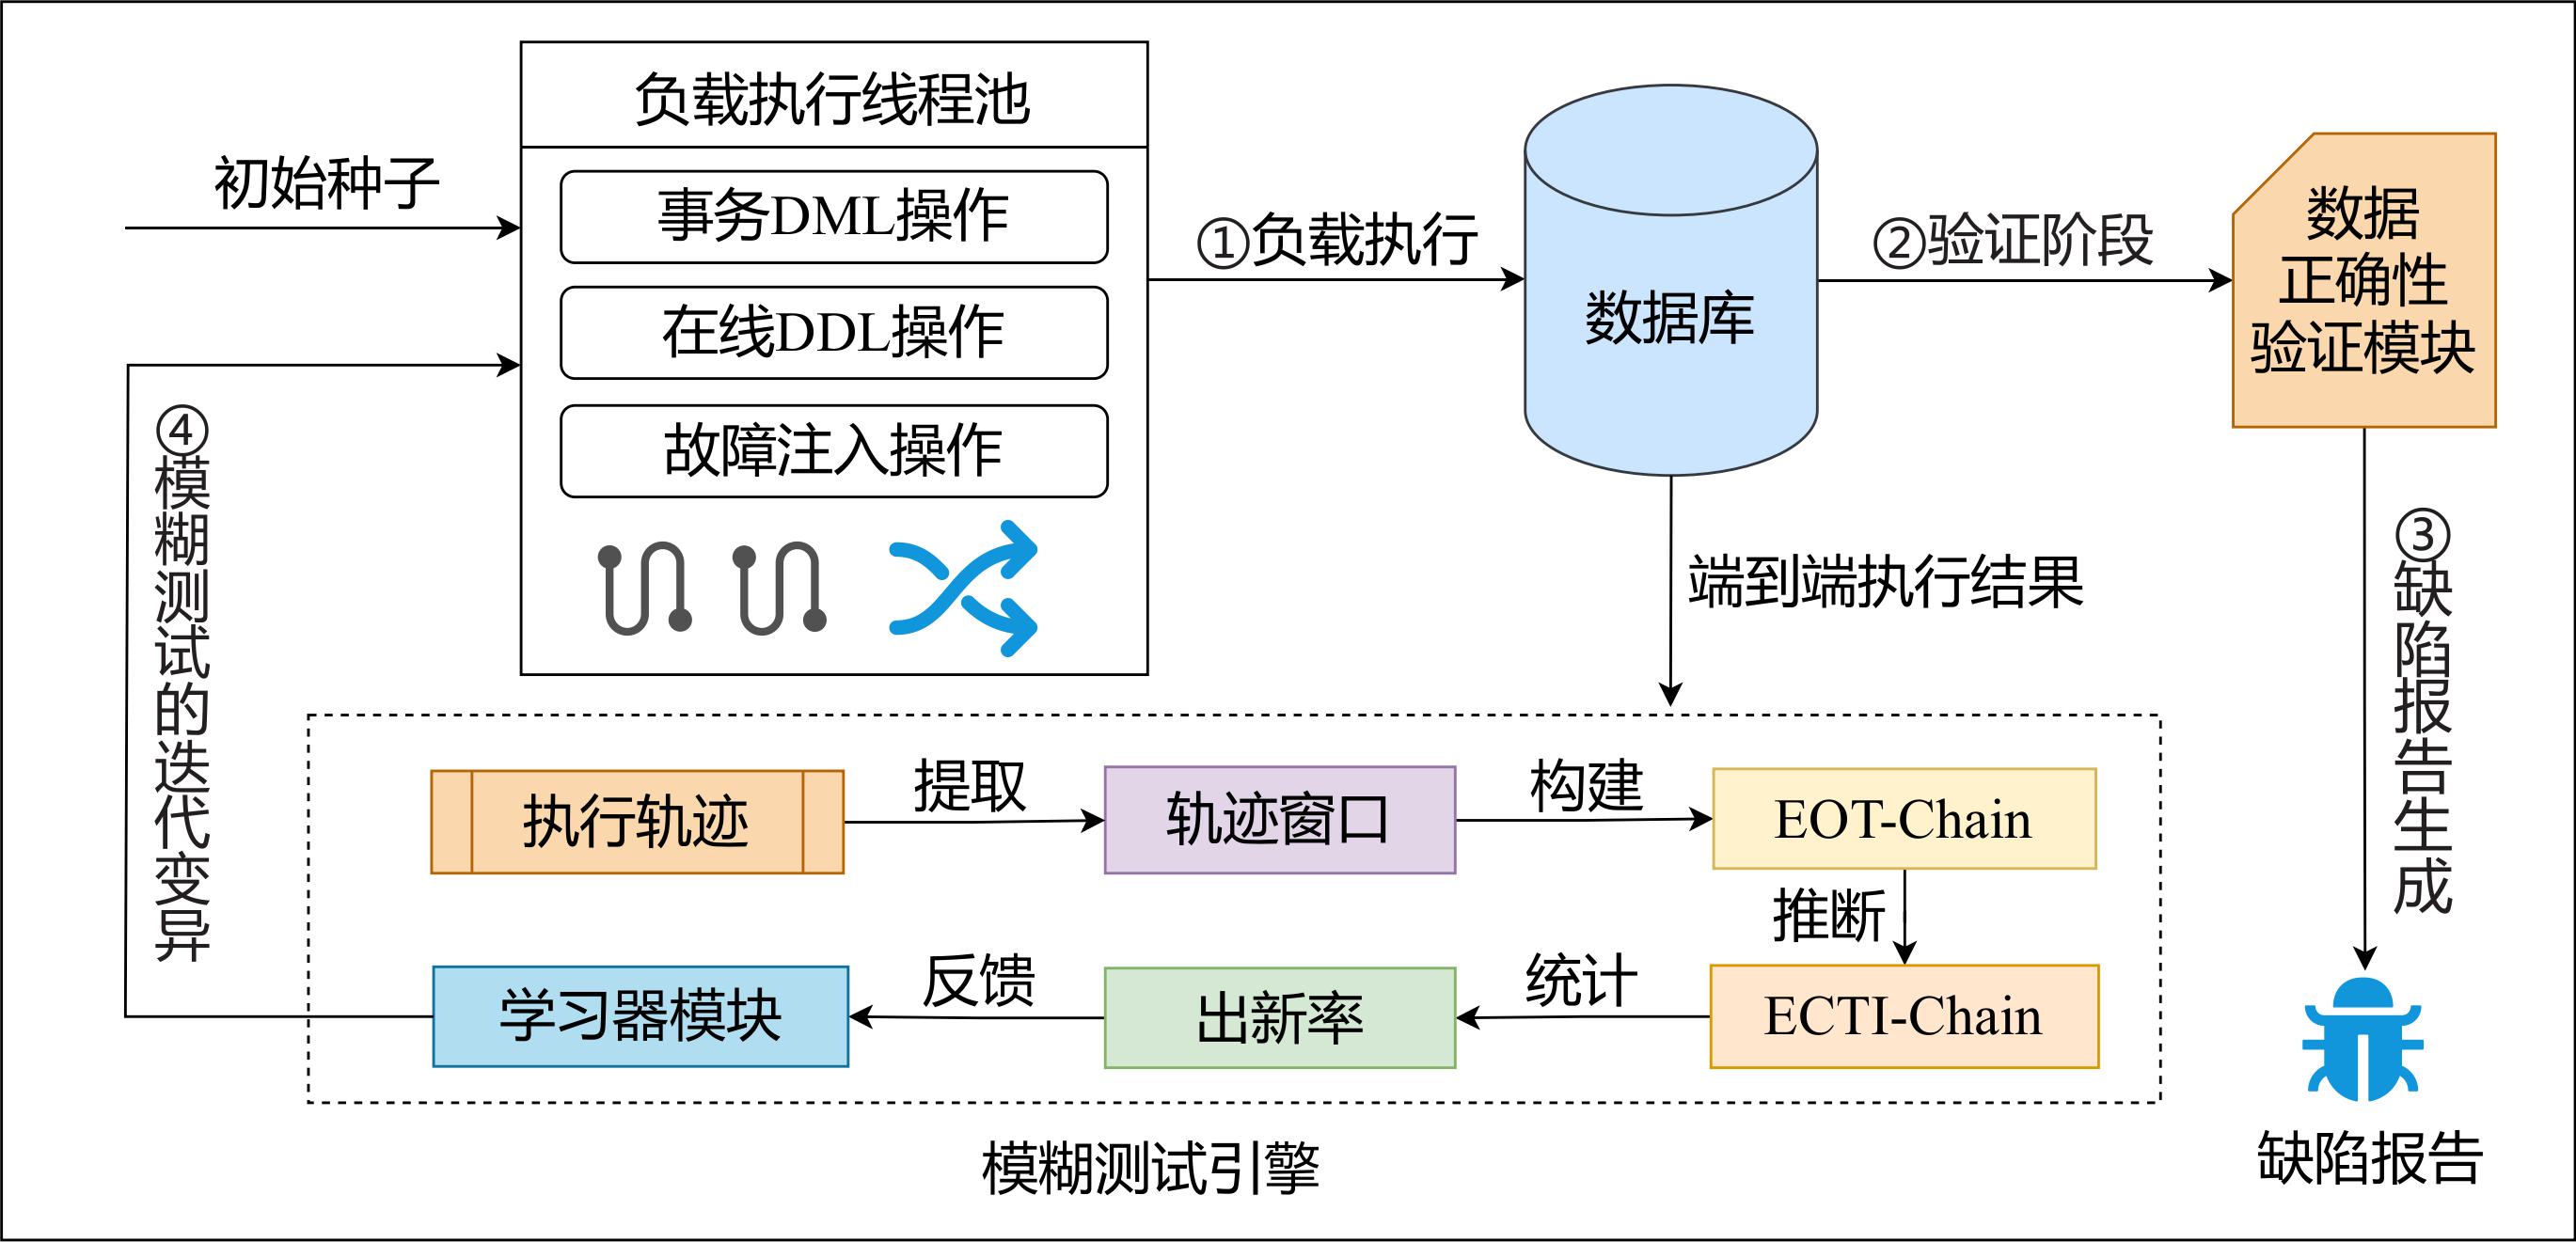 负载执行线程池
初始种子
事务DML操作
在线DDL操作
故障注入操作
①负载执行
数据库
②验证阶段
数据
正确性
验证模块
④模糊测试的迭代变异
端到端执行结果
③缺陷报告生成
执行轨迹
提取
轨迹窗口
构建
EOT-Chain
推断
学习器模块
反馈
出新率
统计
ECTI-Chain
模糊测试引擎
缺陷报告